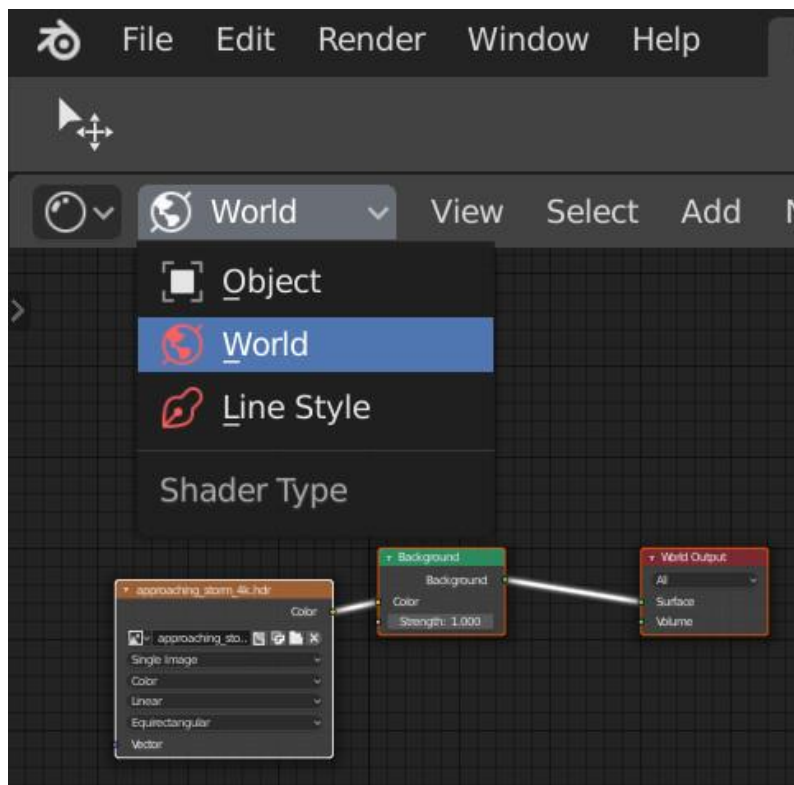 File Edit Render Window Help
World View Select Add
Object
World
Line Style
Shader Type
Background
Background
Color
Strength: 1.000
World Output
All
Surface
Volume
approaching_storm_4k.hdr
Color
approaching_sto..
Single Image
Color
Linear
Equirectangular
Vector